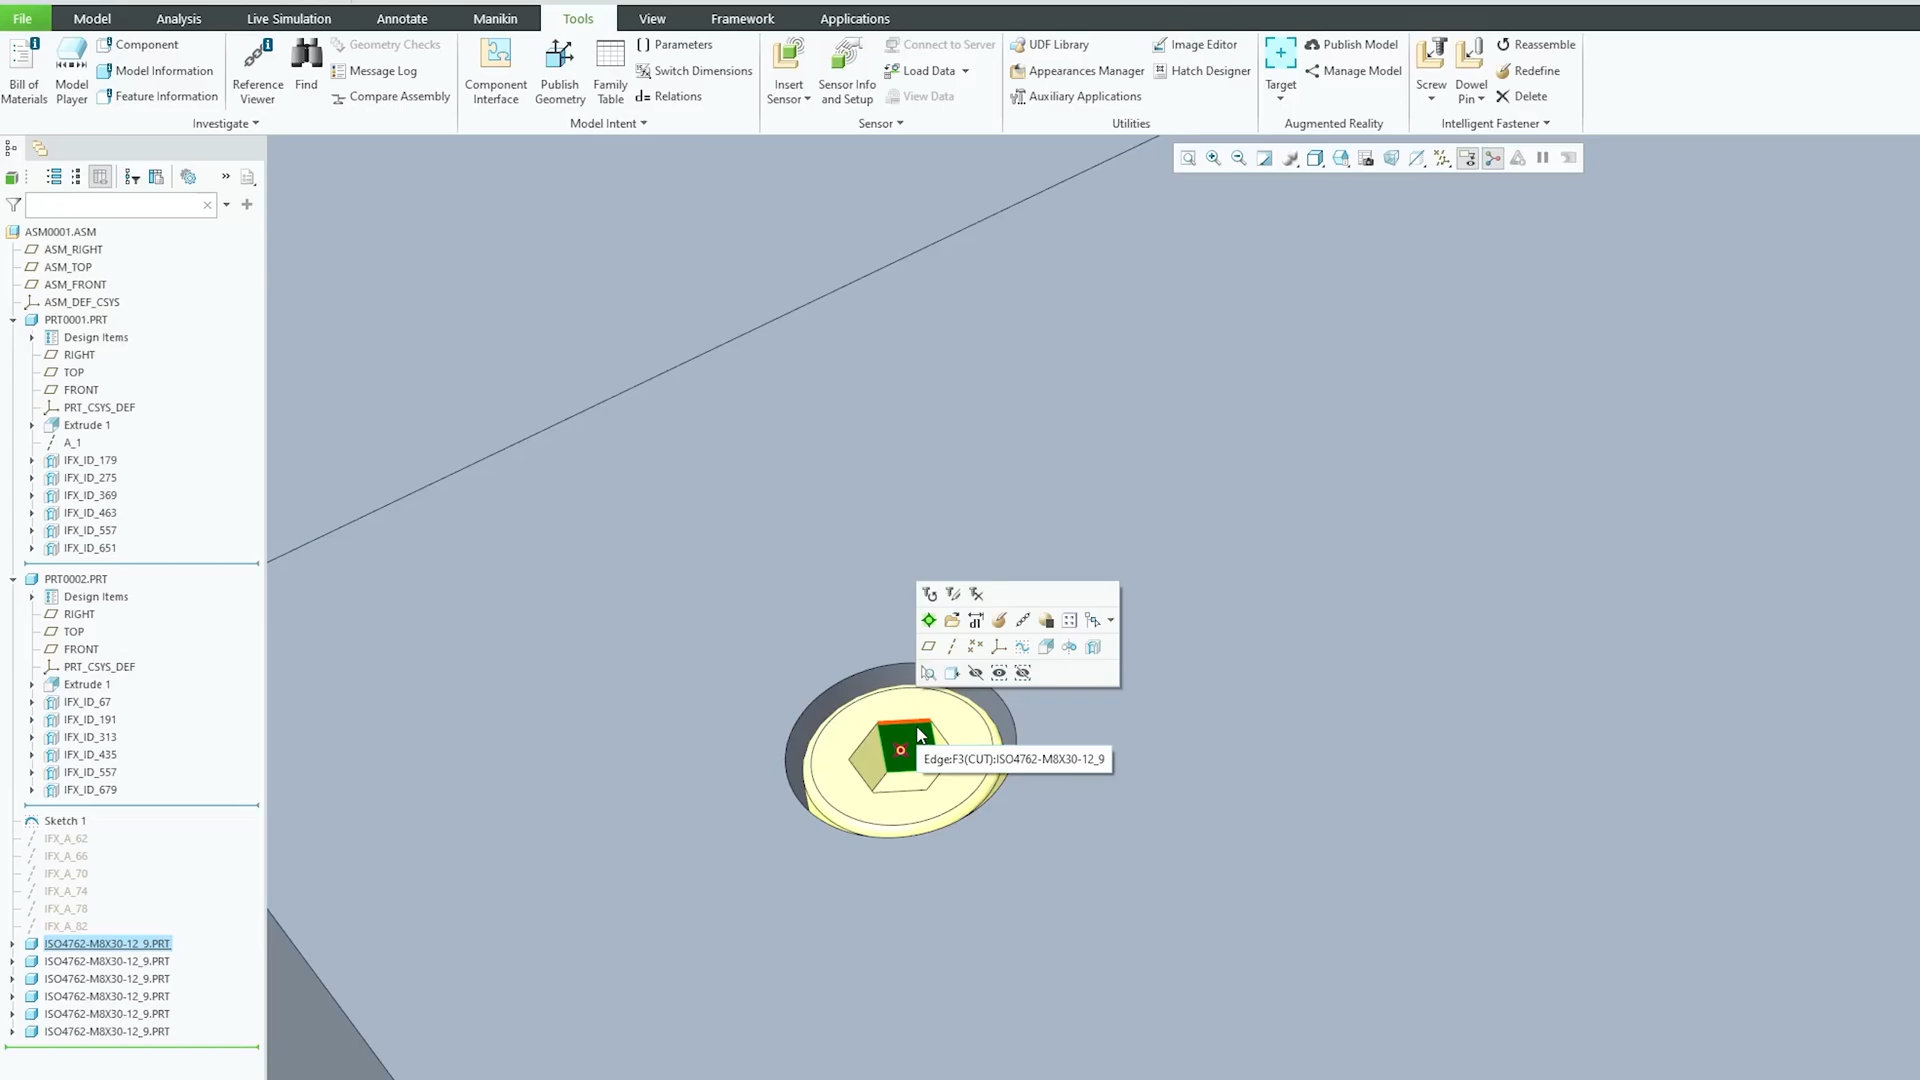 File Model Analysis Live Simulation Annotate Manikin Tools View Framework Applications
Bill of Materials
Model Player
Component
Model Information
Feature Information
Reference Viewer
Find
Geometry Checks
Message Log
Compare Assembly
Investigate
Component Interface
Publish Geometry
Family Table
Parameters
Switch Dimensions
Relations
Model Intent
Insert Sensor
Sensor Info and Setup
Connect to Server
Load Data
View Data
Sensor
UDF Library
Appearances Manager
Auxiliary Applications
Image Editor
Hatch Designer
Utilities
Target
Publish Model
Manage Model
Augmented Reality
Screw
Dowel Pin
Reassemble
Redefine
Delete
Intelligent Fastener
ASM0001.ASM
ASM_RIGHT
ASM_TOP
ASM_FRONT
ASM_DEF_CSYS
PRT0001.PRT
Design Items
RIGHT
TOP
FRONT
PRT_CSYS_DEF
Extrude 1
A_1
IFX_ID_179
IFX_ID_275
IFX_ID_369
IFX_ID_463
IFX_ID_557
IFX_ID_651
PRT0002.PRT
Design Items
RIGHT
TOP
FRONT
PRT_CSYS_DEF
Extrude 1
IFX_ID_67
IFX_ID_191
IFX_ID_313
IFX_ID_435
IFX_ID_557
IFX_ID_679
Sketch 1
IFX_A_62
IFX_A_66
IFX_A_70
IFX_A_74
IFX_A_78
IFX_A_82
ISO4762-M8X30-12_9.PRT
ISO4762-M8X30-12_9.PRT
ISO4762-M8X30-12_9.PRT
ISO4762-M8X30-12_9.PRT
ISO4762-M8X30-12_9.PRT
ISO4762-M8X30-12_9.PRT
Edge:F3(CUT):ISO4762-M8X30-12_9